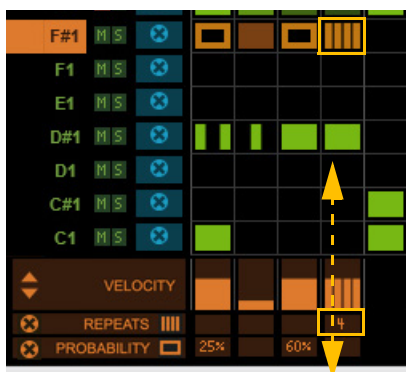 F#1 M S
F1 M S
E1 M S
D#1 M S
D1 M S
C#1 M S
C1 M S
VELOCITY
REPEATS 4
PROBABILITY 25% 60%